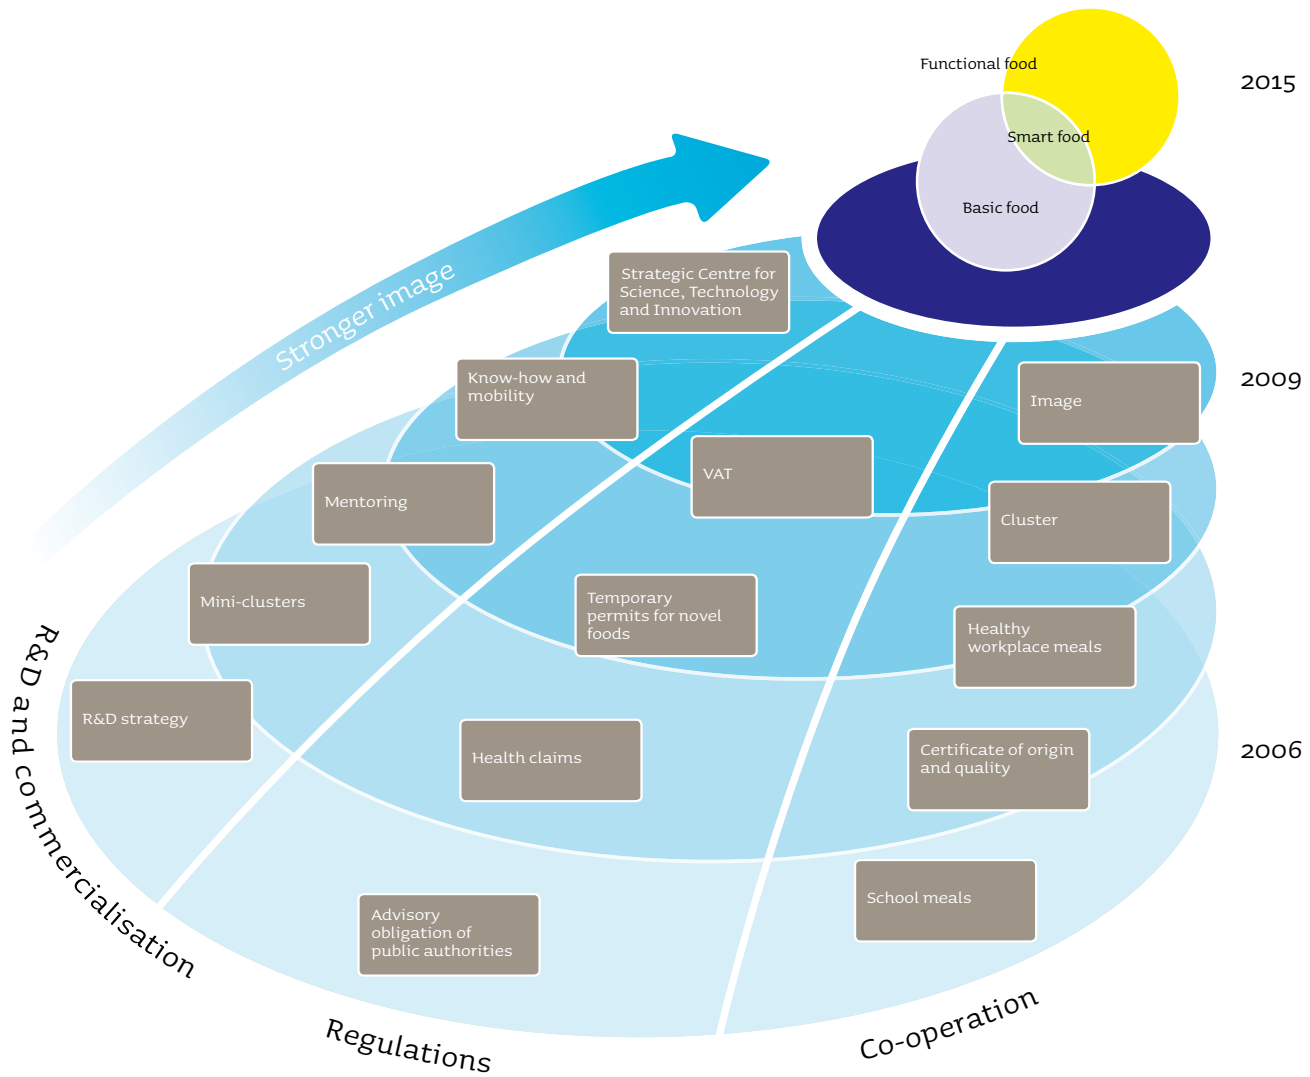 Functional food
2015
Smart food
Basic food
Stronger image
Strategic Centre for
Science, Technology
and Innovation
Know-how and
mobility
Image
2009
VAT
Mentoring
Cluster
Mini-clusters
Temporary
permits for novel
foods
Healthy
workplace meals
R&D strategy
Health claims
Certificate of origin
and quality
2006
School meals
Advisory
obligation of
public authorities
R&D and commercialisation
Regulations
Co-operation